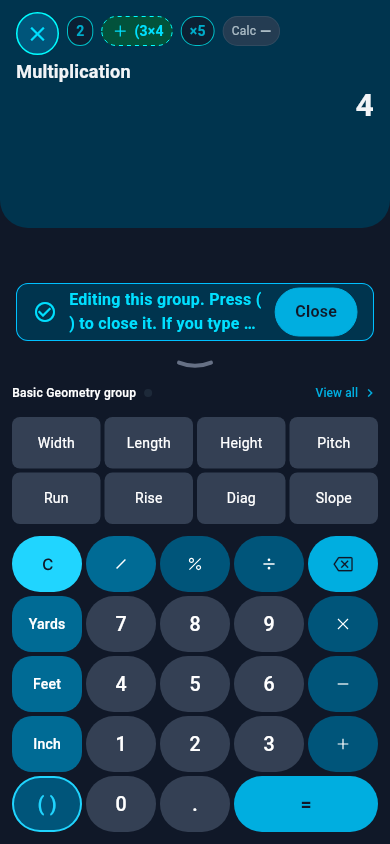 2 + (3×4 ×5 Calc —
Multiplication
4
Editing this group. Press (
) to close it. If you type …
Close
Basic Geometry group
View all >
Width Length Height Pitch
Run Rise Diag Slope
C / % ÷
Yards 7 8 9 ×
Feet 4 5 6 −
Inch 1 2 3 +
( ) 0 . =